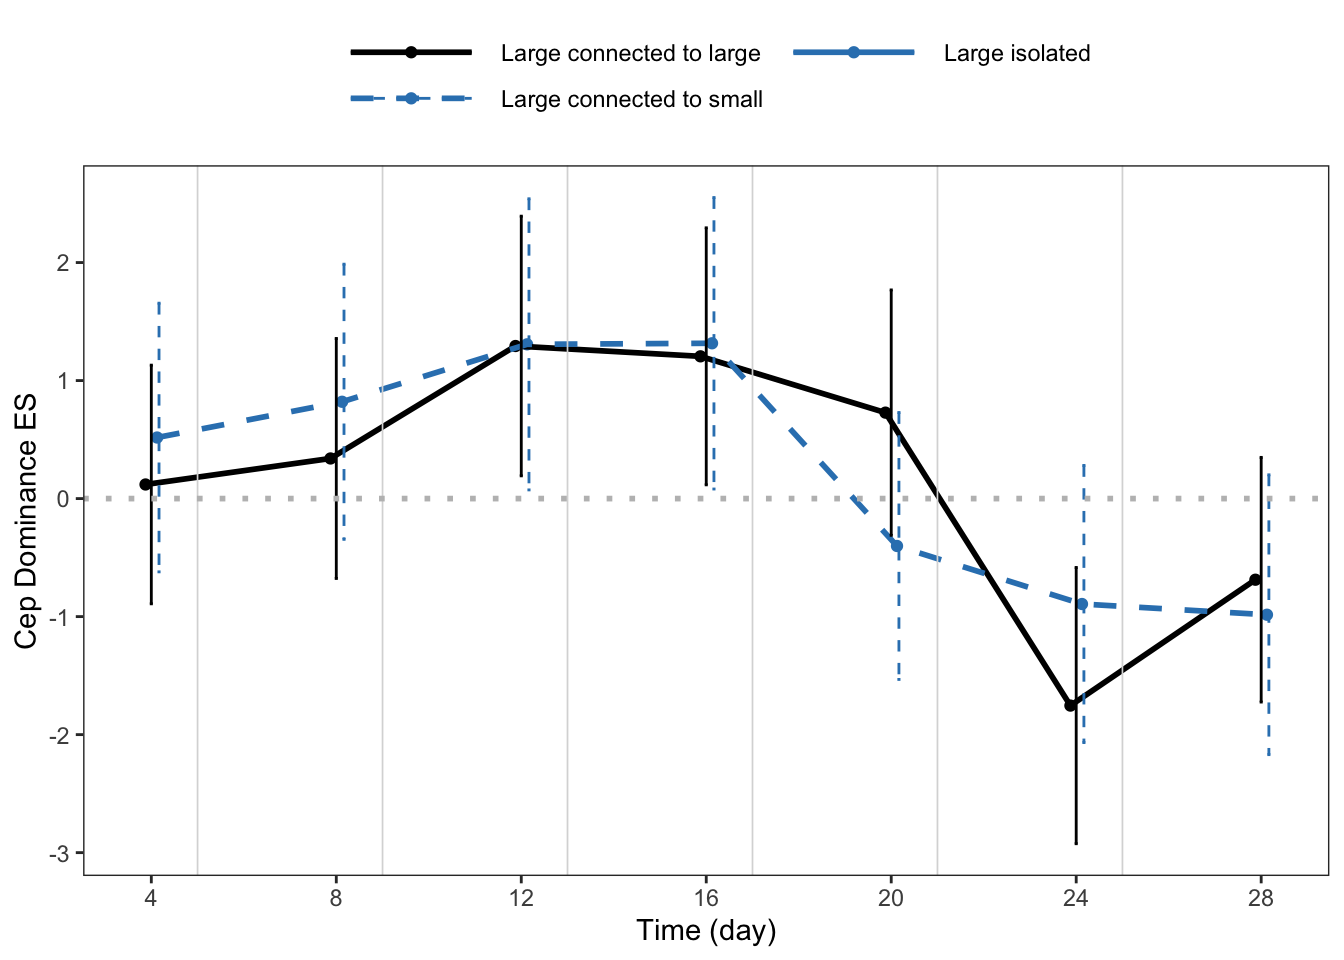 Large connected to large
Large isolated
Large connected to small
Cep Dominance ES
2
1
0
-1
-2
-3
4
8
12
16
20
24
28
Time (day)